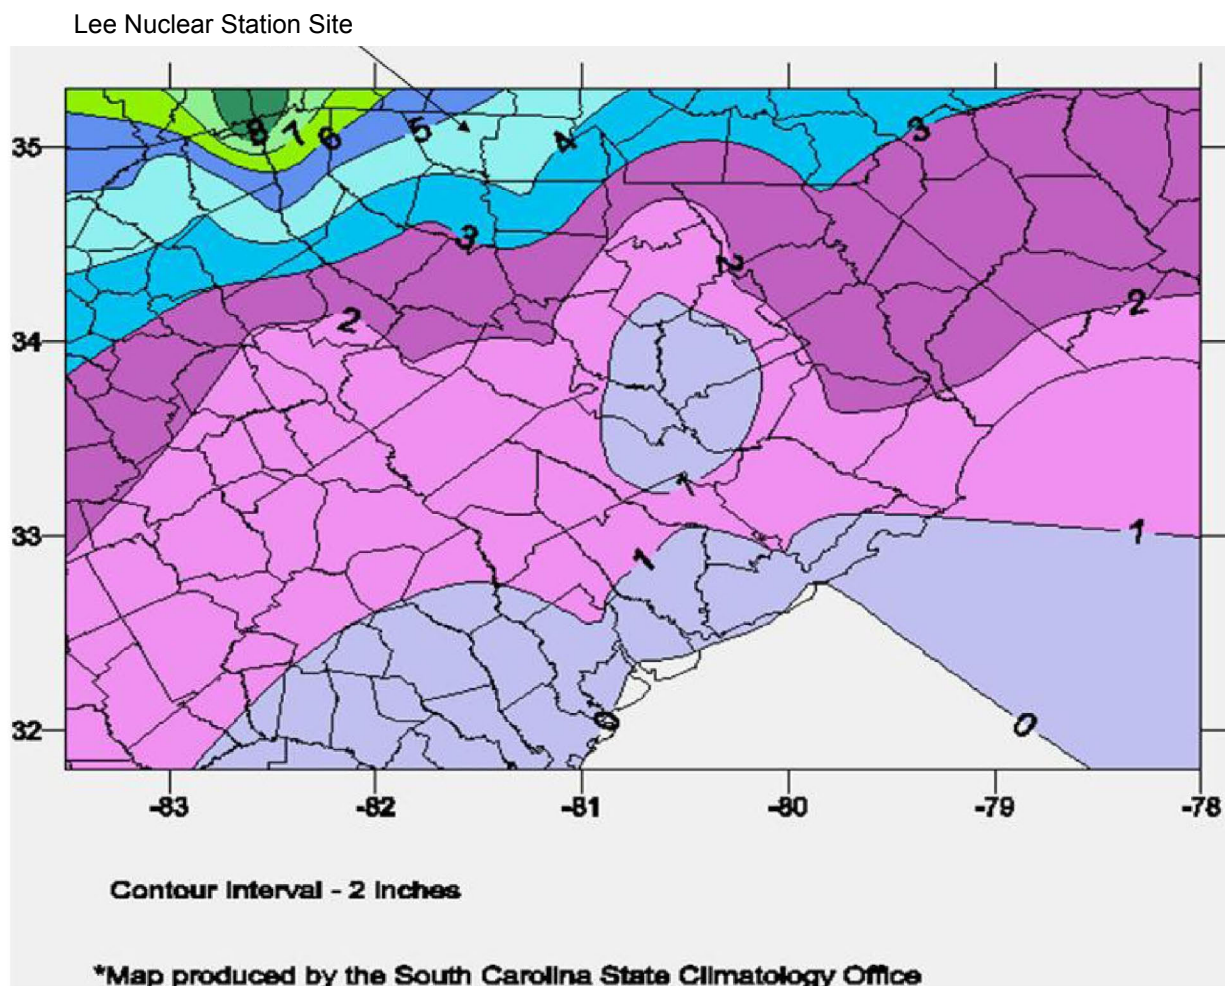 Lee Nuclear Station Site
8 7 6 5 4 3
35
3
2
2
2
34
1
33
1
1
32
0
0
-83 -82 -81 -80 -79 -78
Contour Interval - 2 Inches
*Map produced by the South Carolina State Climatology Office